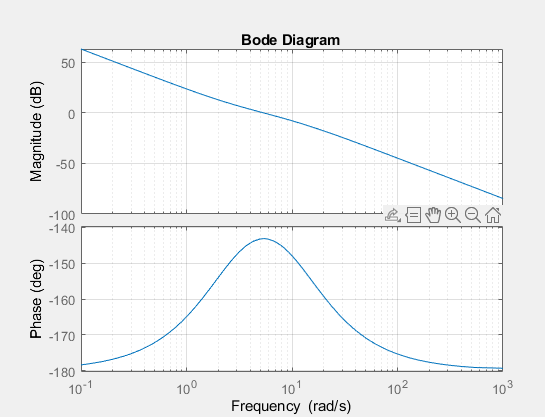 Bode Diagram
Magnitude (dB)
50
0
-50
-100
Phase (deg)
-140
-150
-160
-170
-180
10^-1 10^0 10^1 10^2 10^3
Frequency (rad/s)